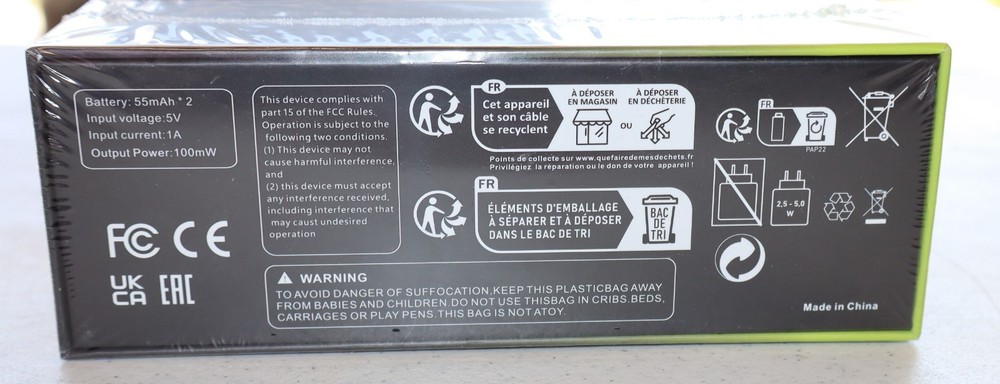 Battery: 55mAh * 2
Input voltage:5V
Input current:1A
Output Power:100mW
This device complies with
part 15 of the FCC Rules.
Operation is subject to the
following two conditions.
(1) This device may not
cause harmful interference,
and
(2) this device must accept
any interference received,
including interference that
may caust undesired
operation
FC CE
UK
CA EAC
FR
Cet appareil
et son câble
se recyclent
À DÉPOSER
EN MAGASIN
OU
À DÉPOSER
EN DÉCHÈTERIE
Points de collecte sur www.quefairedemesdechets.fr
Privilégiez la réparation ou le don de votre appareil !
FR
ÉLÉMENTS D'EMBALLAGE
À SÉPARER ET À DÉPOSER
DANS LE BAC DE TRI
BAC
DE
TRI
WARNING
TO AVOID DANGER OF SUFFOCATION,KEEP THIS PLASTICBAG AWAY
FROM BABIES AND CHILDREN.DO NOT USE THISBAG IN CRIBS.BEDS,
CARRIAGES OR PLAY PENS.THIS BAG IS NOT ATOY.
FR
PAP22
2,5 - 5,0
W
Made in China